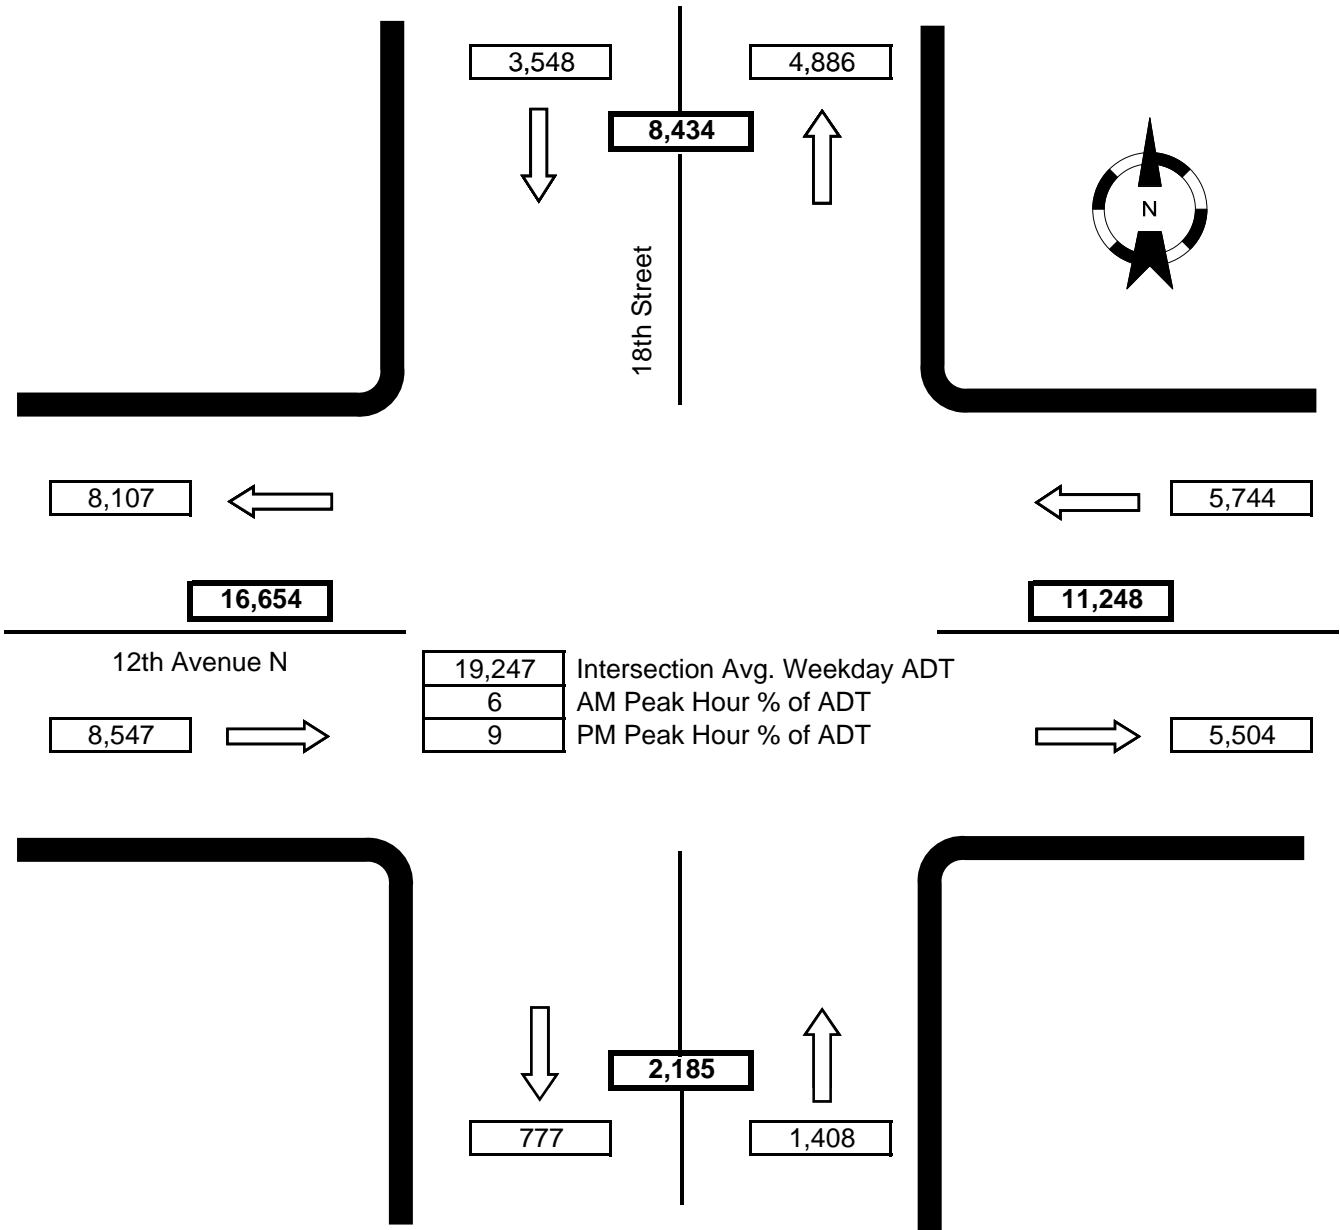 3,548
4,886
8,434
N
18th Street
8,107
5,744
16,654
11,248
12th Avenue N
19,247 Intersection Avg. Weekday ADT
6 AM Peak Hour % of ADT
9 PM Peak Hour % of ADT
8,547
5,504
2,185
777
1,408